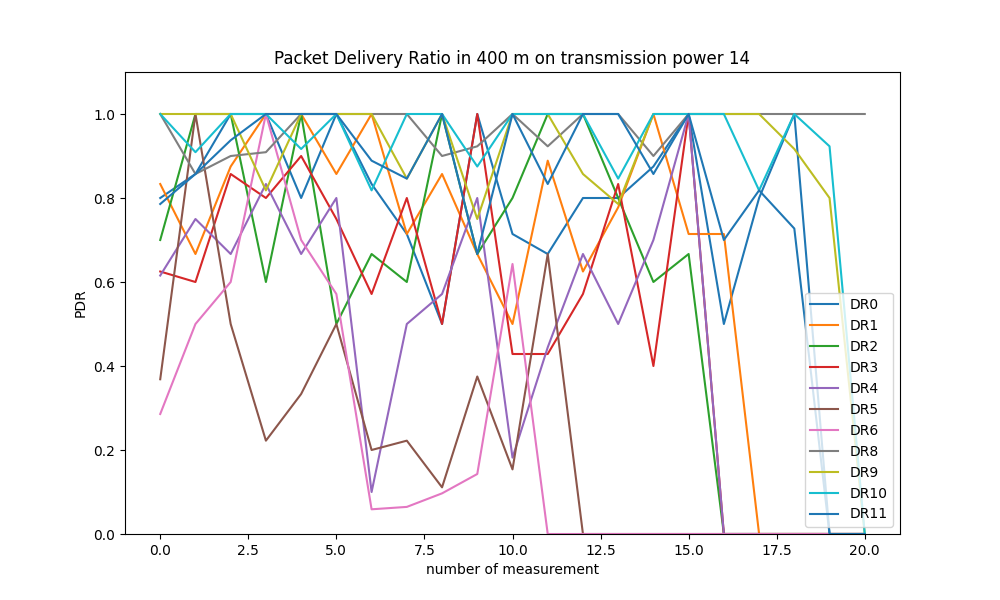 Packet Delivery Ratio in 400 m on transmission power 14
1.0
0.8
0.6
0.4
0.2
0.0
PDR
DR0
DR1
DR2
DR3
DR4
DR5
DR6
DR8
DR9
DR10
DR11
0.0 2.5 5.0 7.5 10.0 12.5 15.0 17.5 20.0
number of measurement